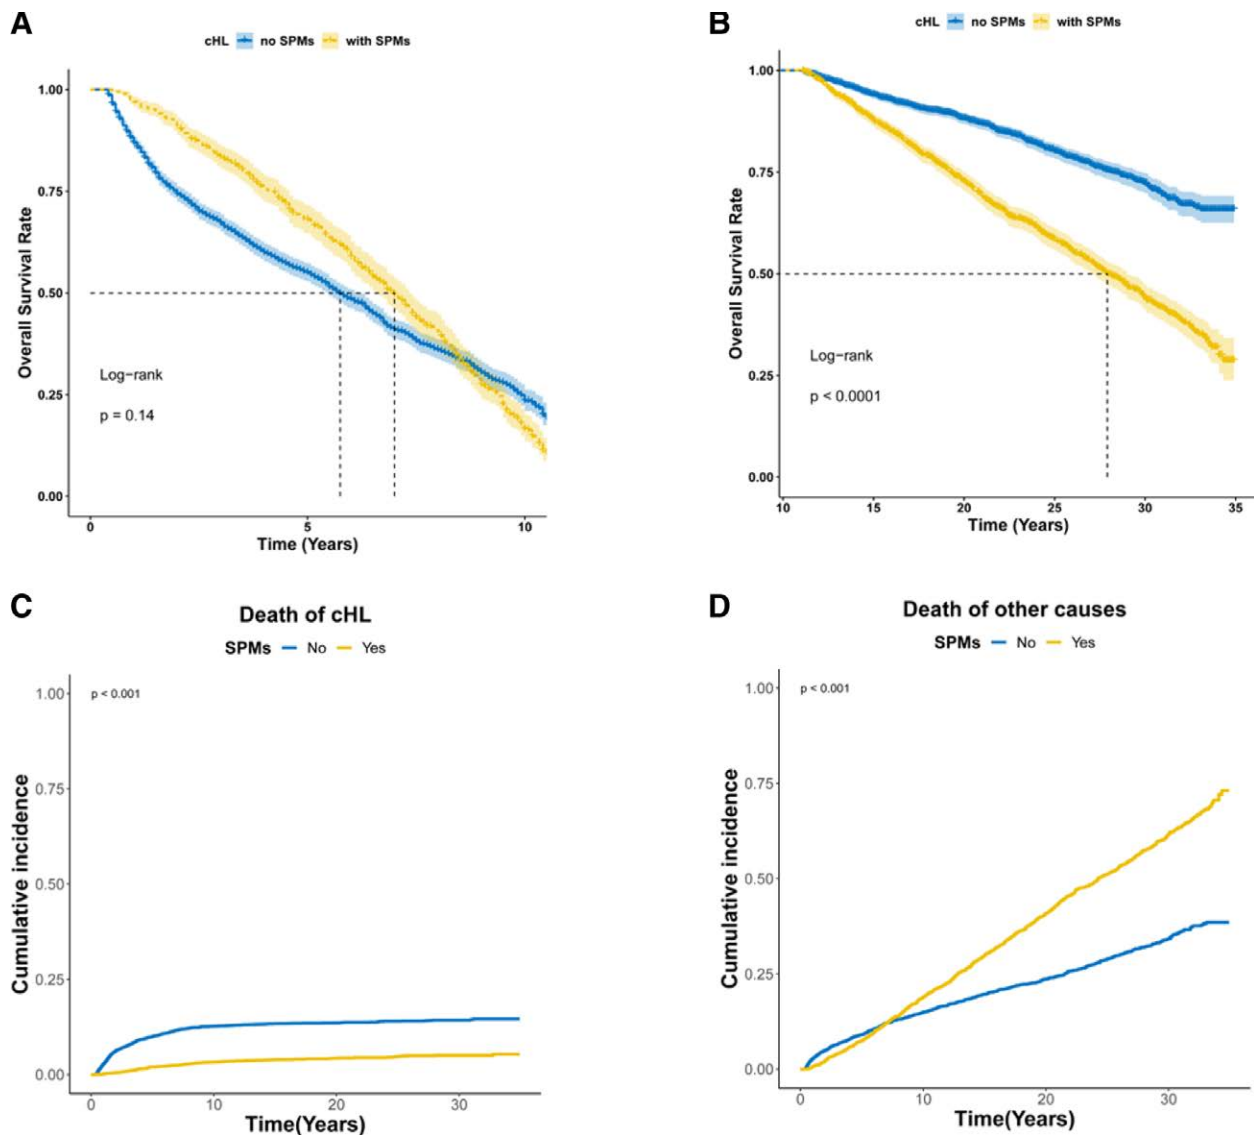 A
cHL no SPMs with SPMs
Overall Survival Rate
1.00
0.75
0.50
0.25
0.00
Log-rank
p = 0.14
0 5 10
Time (Years)
B
cHL no SPMs with SPMs
Overall Survival Rate
1.00
0.75
0.50
0.25
0.00
Log-rank
p < 0.0001
10 15 20 25 30 35
Time (Years)
C
Death of cHL
SPMs No Yes
Cumulative incidence
1.00
0.75
0.50
0.25
0.00
p < 0.001
0 10 20 30
Time(Years)
D
Death of other causes
SPMs No Yes
Cumulative incidence
1.00
0.75
0.50
0.25
0.00
p < 0.001
0 10 20 30
Time(Years)